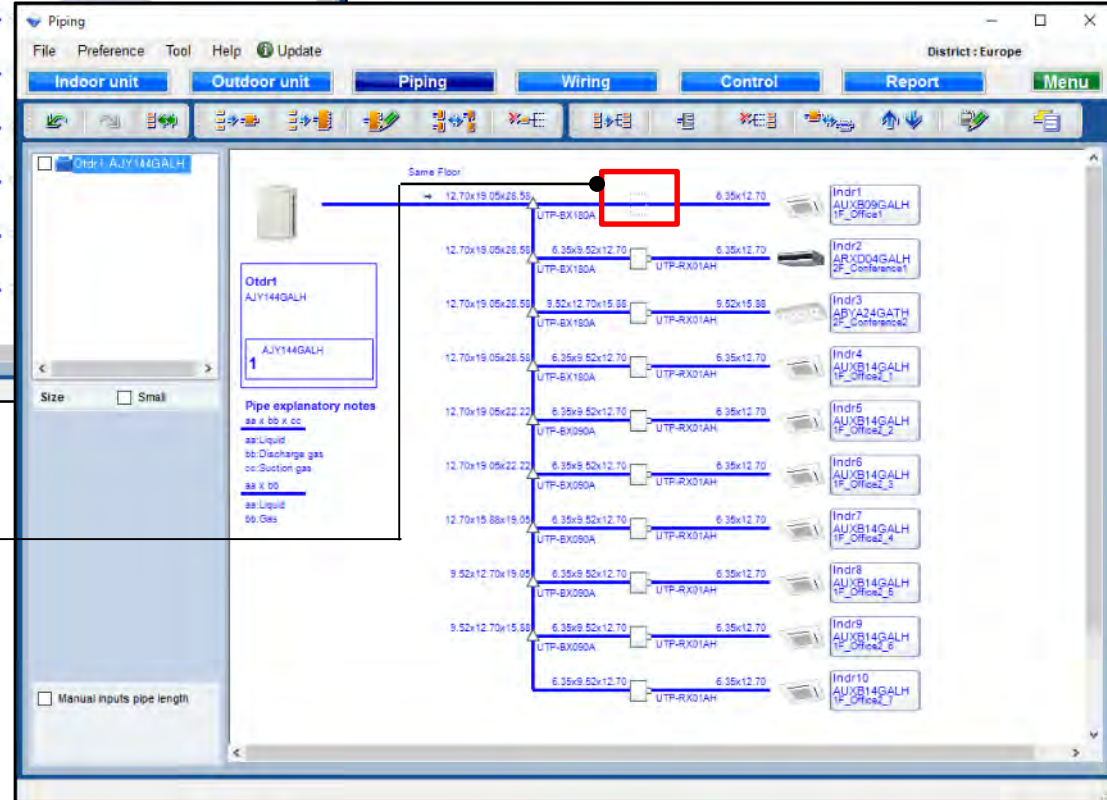 Piping
File Preference Tool Help Update District : Europe
Indoor unit Outdoor unit Piping Wiring Control Report Menu
Otdr1 AJY144GALH
Size Small
Manual inputs pipe length
Otdr1
AJY144GALH
AJY144GALH
1
Pipe explanatory notes
aa x bb x cc
aa:Liquid
bb:Discharge gas
cc:Suction gas
aa x bb
aa:Liquid
bb:Gas
Same Floor
12.70x19.05x28.58 6.35x12.70 Indr1
UTP-BX180A AUXB09GALH
1F_Office1
12.70x19.05x28.58 6.35x9.52x12.70 6.35x12.70 Indr2
UTP-BX180A UTP-RX01AH ARXD04GALH
2F_Conference1
12.70x19.05x28.58 9.52x12.70x15.88 9.52x15.88 Indr3
UTP-BX180A UTP-RX01AH ABYA24GATH
2F_Conference2
12.70x19.05x28.58 6.35x9.52x12.70 6.35x12.70 Indr4
UTP-BX180A UTP-RX01AH AUXB14GALH
1F_Office2_1
12.70x19.05x22.22 6.35x9.52x12.70 6.35x12.70 Indr5
UTP-BX090A UTP-RX01AH AUXB14GALH
1F_Office2_2
12.70x19.05x22.22 6.35x9.52x12.70 6.35x12.70 Indr6
UTP-BX090A UTP-RX01AH AUXB14GALH
1F_Office2_3
12.70x15.88x19.05 6.35x9.52x12.70 6.35x12.70 Indr7
UTP-BX090A UTP-RX01AH AUXB14GALH
1F_Office2_4
9.52x12.70x19.05 6.35x9.52x12.70 6.35x12.70 Indr8
UTP-BX090A UTP-RX01AH AUXB14GALH
1F_Office2_5
9.52x12.70x15.88 6.35x9.52x12.70 6.35x12.70 Indr9
UTP-BX090A UTP-RX01AH AUXB14GALH
1F_Office2_6
6.35x9.52x12.70 6.35x12.70 Indr10
UTP-RX01AH AUXB14GALH
1F_Office2_7